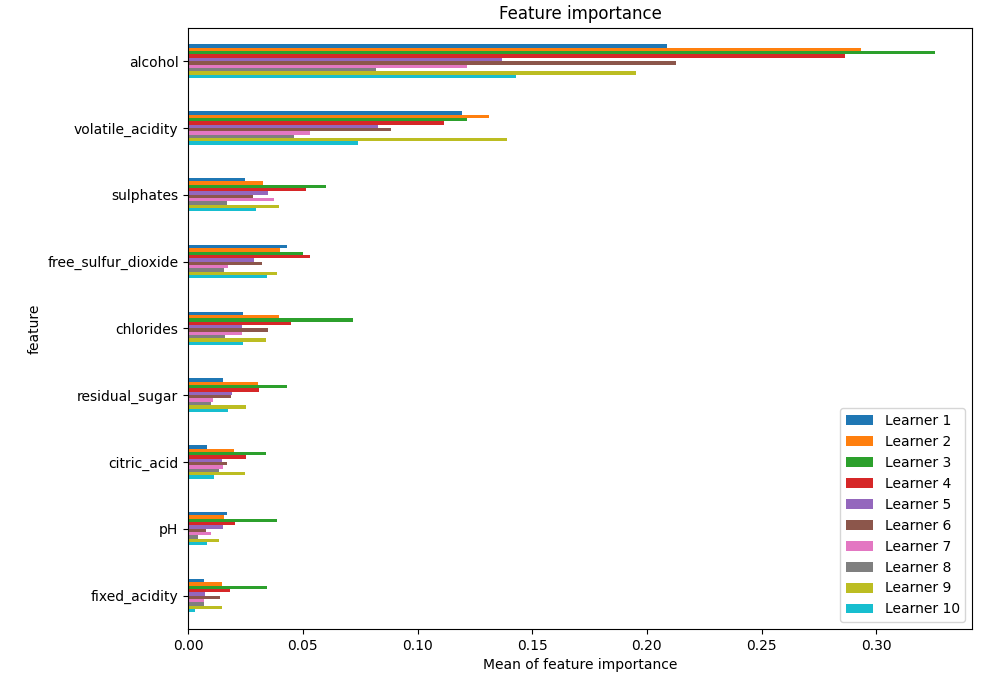 Feature importance
alcohol
volatile_acidity
sulphates
free_sulfur_dioxide
chlorides
residual_sugar
citric_acid
pH
fixed_acidity
feature
Learner 1
Learner 2
Learner 3
Learner 4
Learner 5
Learner 6
Learner 7
Learner 8
Learner 9
Learner 10
0.00 0.05 0.10 0.15 0.20 0.25 0.30
Mean of feature importance